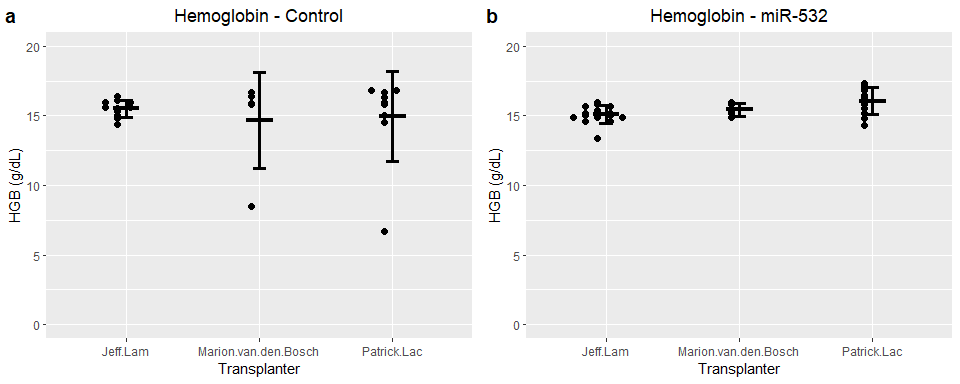 a
Hemoglobin - Control
HGB (g/dL)
20
15
10
5
0
Jeff.Lam
Marion.van.den.Bosch
Patrick.Lac
Transplanter
b
Hemoglobin - miR-532
HGB (g/dL)
20
15
10
5
0
Jeff.Lam
Marion.van.den.Bosch
Patrick.Lac
Transplanter